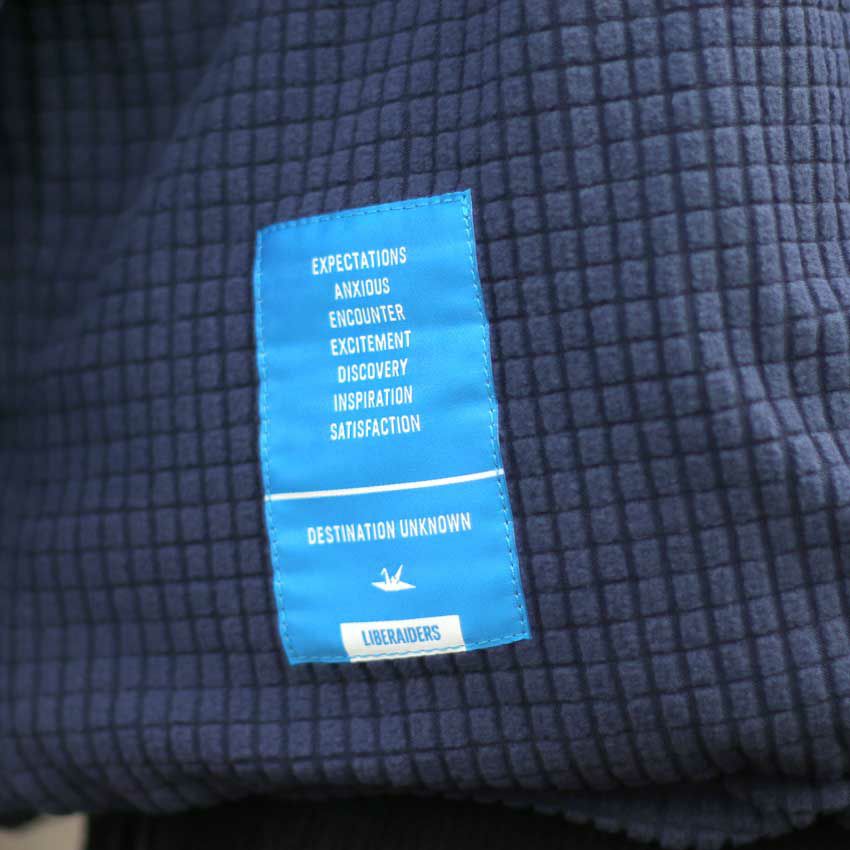 EXPECTATIONS
ANXIOUS
ENCOUNTER
EXCITEMENT
DISCOVERY
INSPIRATION
SATISFACTION
DESTINATION UNKNOWN
LIBERAIDERS